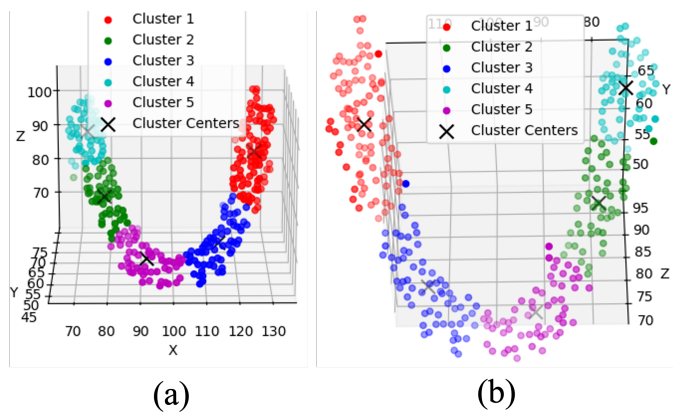 Cluster 1
Cluster 2
Cluster 3
Cluster 4
Cluster 5
Cluster Centers
100
90
80
70
Z
75
70
65
60
55
50
45
Y
70 80 90 100 110 120 130
X
(a)
110 100 90 80
Cluster 1
Cluster 2
Cluster 3
Cluster 4
Cluster 5
Cluster Centers
65
Y
60
55
50
95
90
85
80
Z
75
70
(b)